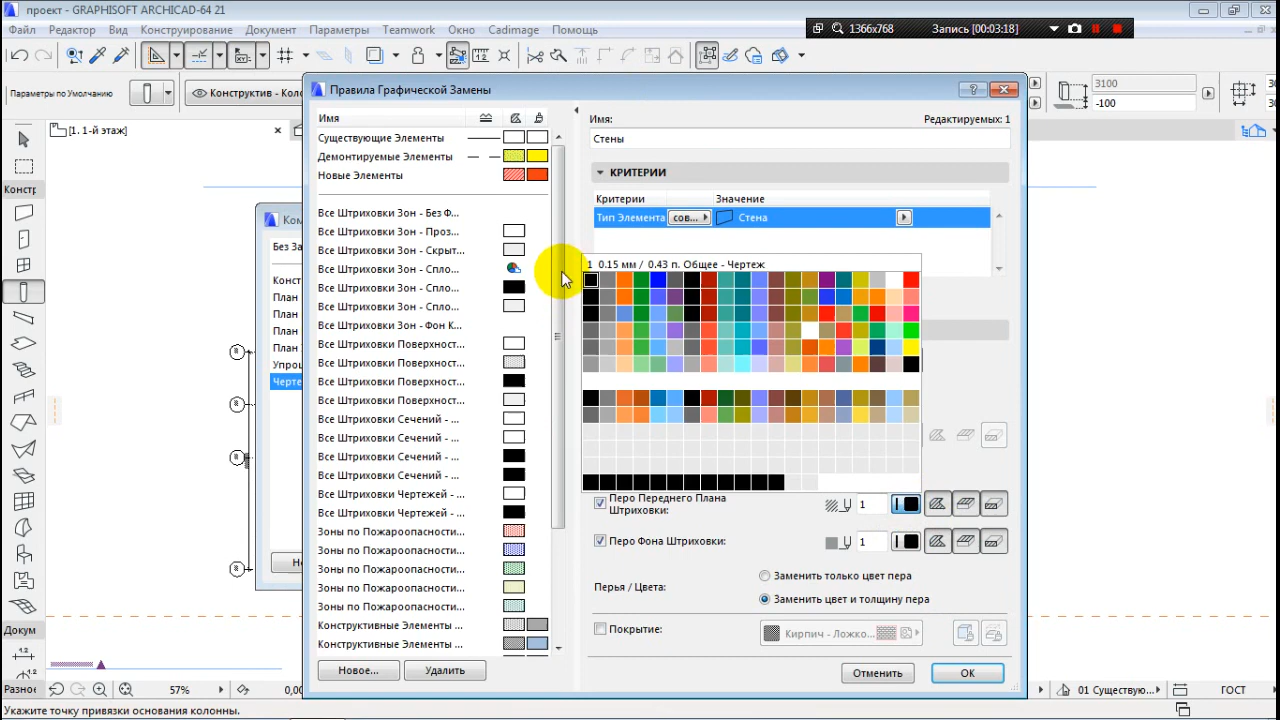 проект - GRAPHISOFT ARCHICAD-64 21
Файл Редактор Вид Конструирование Документ Параметры Teamwork Окно Cadimage Помощь
1366x768 Запись [00:03:18]
Параметры по Умолчанию
Конструктив - Коло
3100
-100
[1. 1-й этаж]
Констр
Правила Графической Замены
Имя
Существующие Элементы
Демонтируемые Элементы
Новые Элементы
Все Штриховки Зон - Без Ф...
Все Штриховки Зон - Проз...
Все Штриховки Зон - Скрыт...
Все Штриховки Зон - Спло...
Все Штриховки Зон - Спло...
Все Штриховки Зон - Спло...
Все Штриховки Зон - Фон К...
Все Штриховки Поверхност...
Все Штриховки Поверхност...
Все Штриховки Поверхност...
Все Штриховки Поверхност...
Все Штриховки Сечений - ...
Все Штриховки Сечений - ...
Все Штриховки Сечений - ...
Все Штриховки Сечений - ...
Все Штриховки Чертежей - ...
Все Штриховки Чертежей - ...
Зоны по Пожароопасности...
Зоны по Пожароопасности...
Зоны по Пожароопасности...
Зоны по Пожароопасности...
Зоны по Пожароопасности...
Конструктивные Элементы ...
Конструктивные Элементы ...
Новое... Удалить
Имя: Редактируемых: 1
Стены
КРИТЕРИИ
Критерии Значение
Тип Элемента сов... Стена
1 0.15 мм / 0.43 п. Общее - Чертеж
Перо Переднего Плана
Штриховки: 1
Перо Фона Штриховки: 1
Перья / Цвета: Заменить только цвет пера
Заменить цвет и толщину пера
Покрытие: Кирпич - Ложко...
Отменить OK
Ком
Без За
Конст
План
План
План
Упрощ
Черте
Но
Докум
Разно
57%
0,00
01 Существую...
ГОСТ
Укажите точку привязки основания колонны.